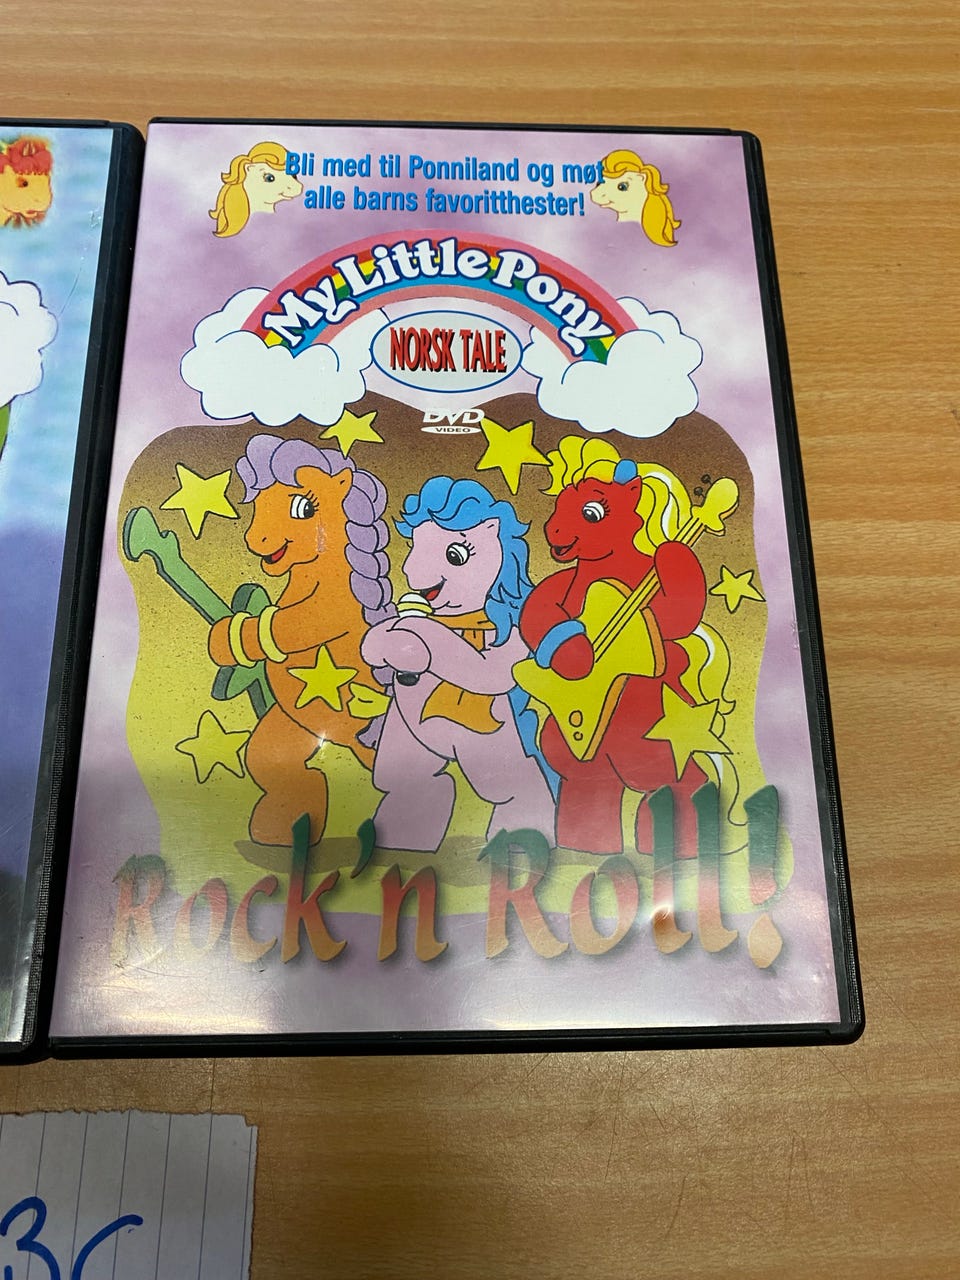 Bli med til Ponniland og møt
alle barns favoritthester!
My Little Pony
NORSK TALE
DVD
VIDEO
Rock'n Roll!